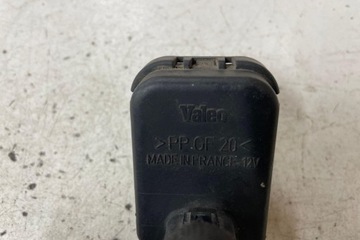 Valeo
>PP.GF 20<
MADE IN FRANCE-12V